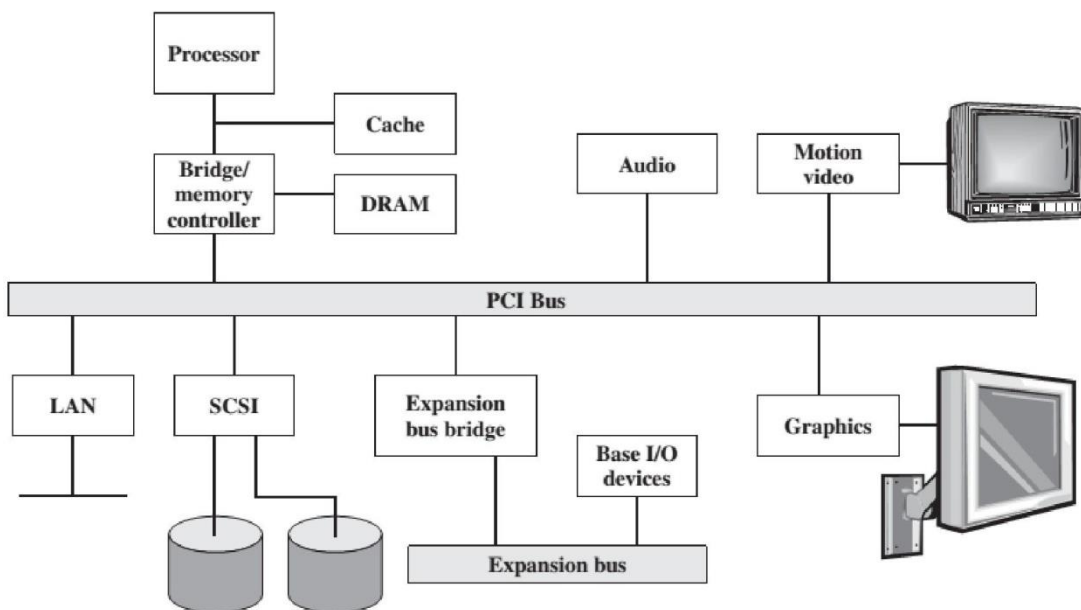 Processor
Cache
Bridge/
memory
controller
DRAM
Audio
Motion
video
PCI Bus
LAN
SCSI
Expansion
bus bridge
Base I/O
devices
Graphics
Expansion bus